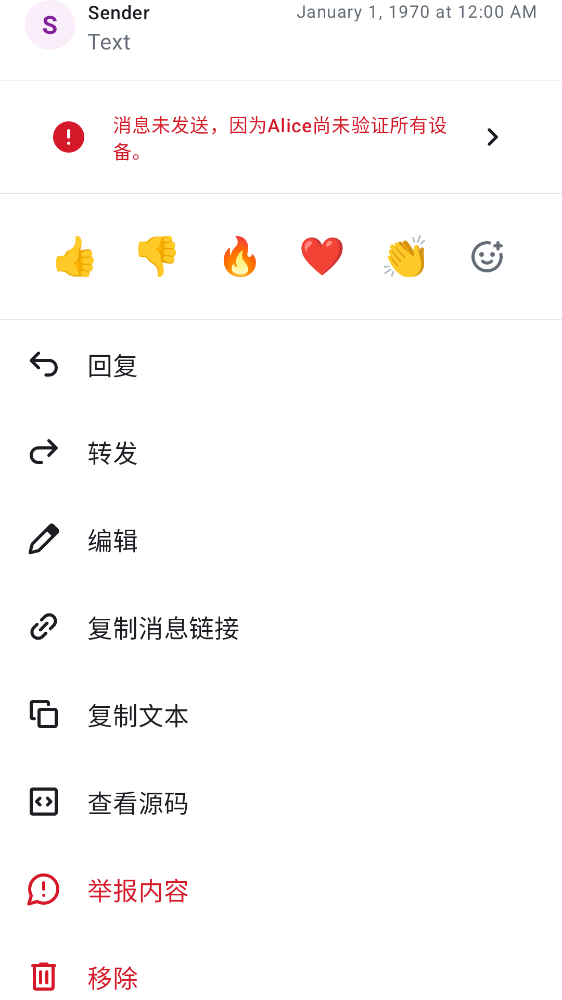 S
Sender
January 1, 1970 at 12:00 AM
Text
消息未发送，因为Alice尚未验证所有设
备。
回复
转发
编辑
复制消息链接
复制文本
查看源码
举报内容
移除